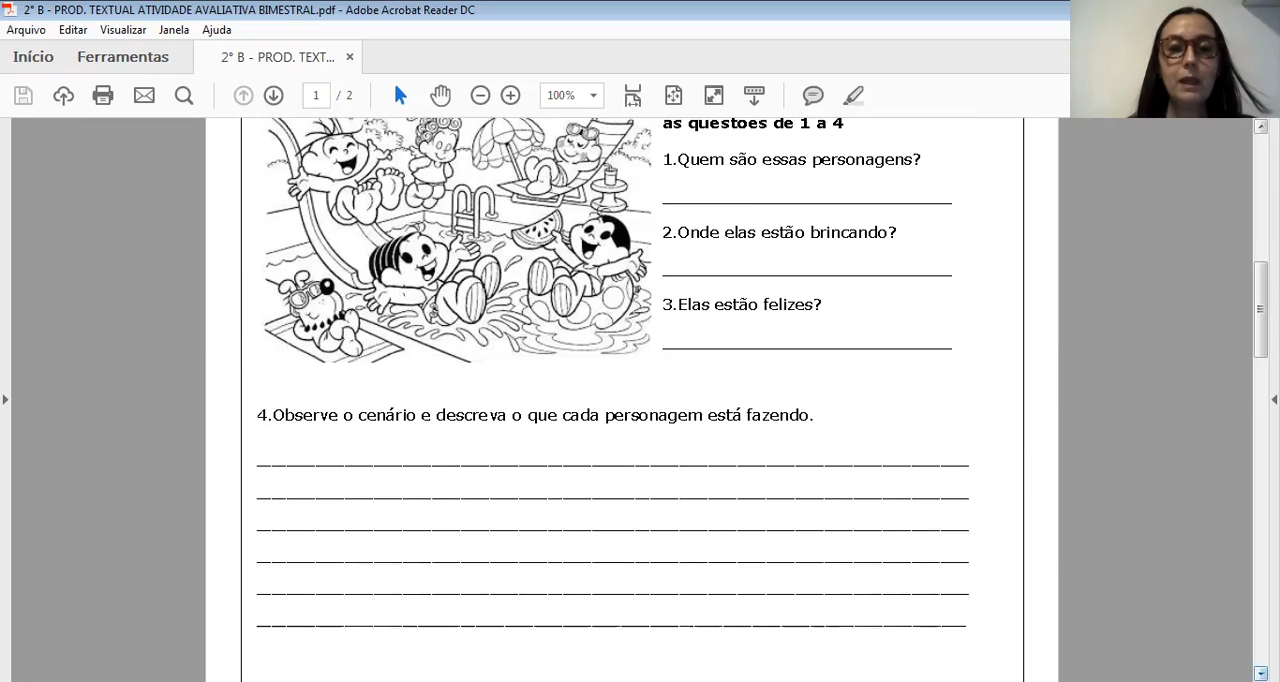 2° B - PROD. TEXTUAL ATIVIDADE AVALIATIVA BIMESTRAL.pdf - Adobe Acrobat Reader DC
Arquivo Editar Visualizar Janela Ajuda
Início Ferramentas 2° B - PROD. TEXT... ×
1 / 2 100%
as questões de 1 a 4
1.Quem são essas personagens?
2.Onde elas estão brincando?
3.Elas estão felizes?
4.Observe o cenário e descreva o que cada personagem está fazendo.